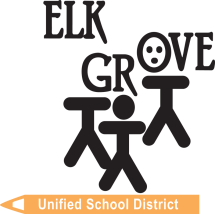 ELK
GROVE
Unified School District